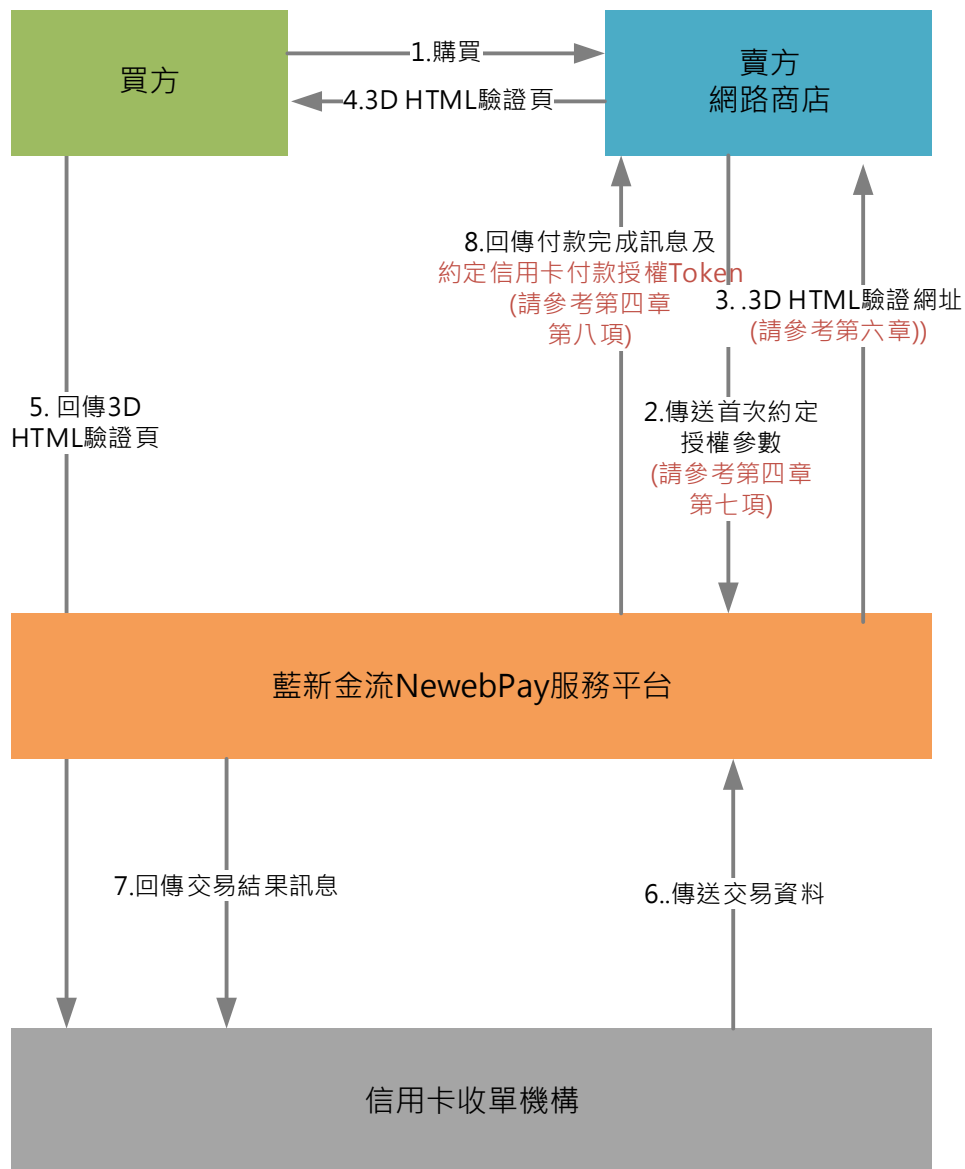 買方
1.購買
4.3D HTML驗證頁
賣方
網路商店
8.回傳付款完成訊息及
約定信用卡付款授權Token
(請參考第四章
第八項)
3. .3D HTML驗證網址
(請參考第六章))
5. 回傳3D
HTML驗證頁
2.傳送首次約定
授權參數
(請參考第四章
第七項)
藍新金流NewebPay服務平台
7.回傳交易結果訊息
6..傳送交易資料
信用卡收單機構